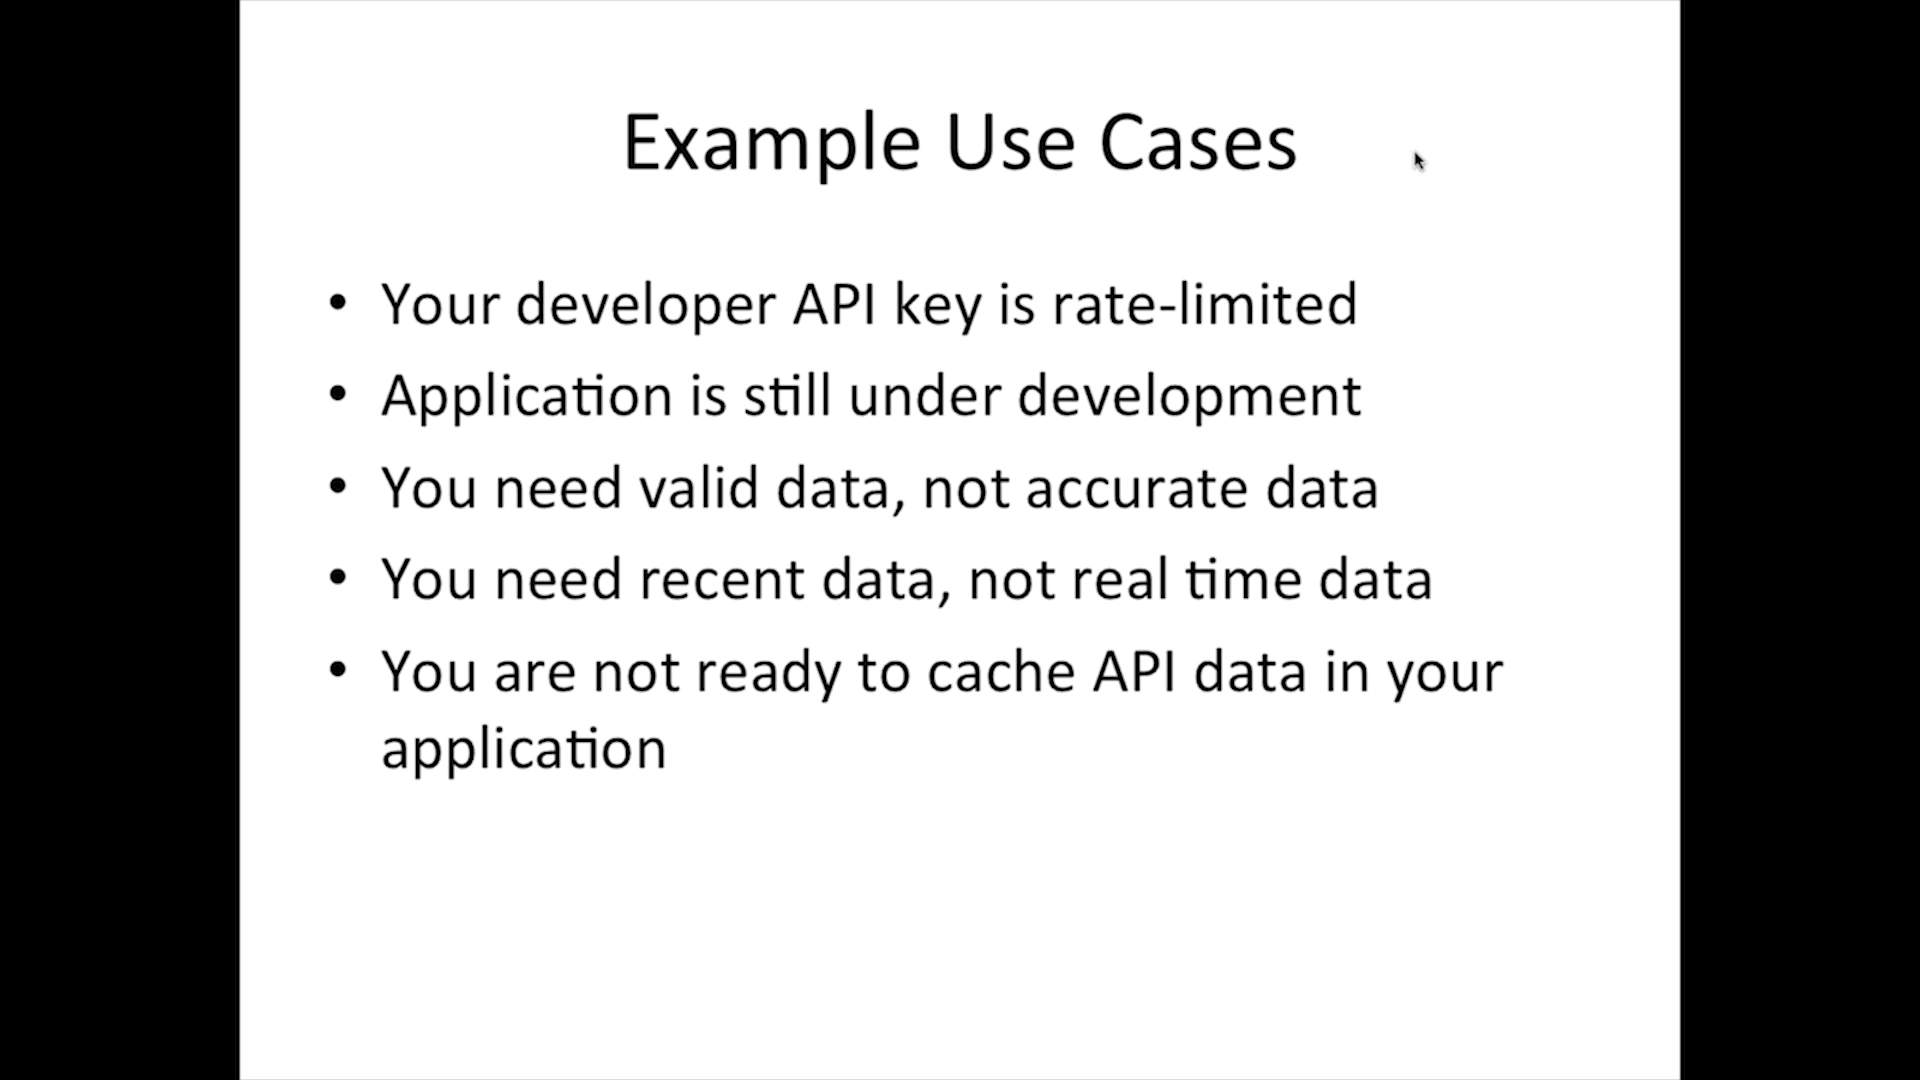 Example Use Cases
• Your developer API key is rate-limited
• Application is still under development
• You need valid data, not accurate data
• You need recent data, not real time data
• You are not ready to cache API data in your
application